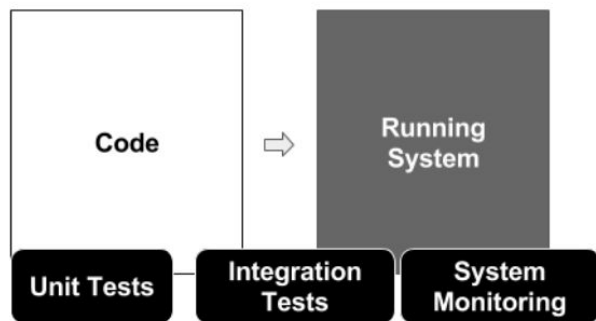 Code
Running
System
Unit Tests
Integration
Tests
System
Monitoring